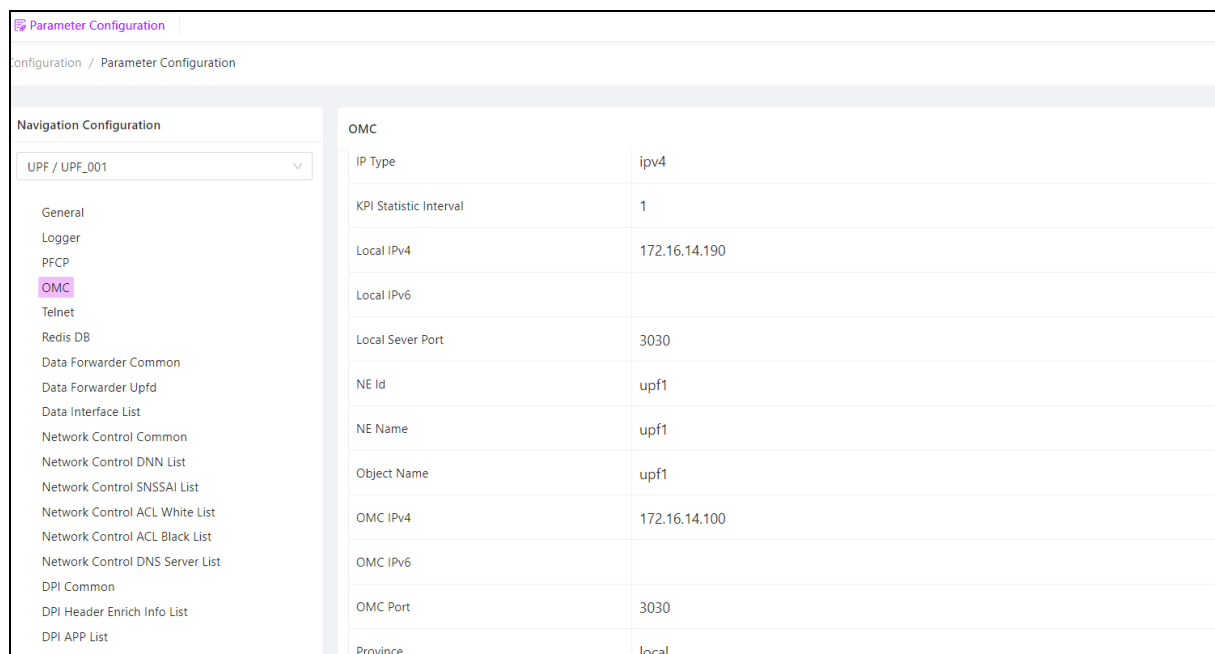 Parameter Configuration
onfiguration / Parameter Configuration
Navigation Configuration
UPF / UPF_001
General
Logger
PFCP
OMC
Telnet
Redis DB
Data Forwarder Common
Data Forwarder Upfd
Data Interface List
Network Control Common
Network Control DNN List
Network Control SNSSAI List
Network Control ACL White List
Network Control ACL Black List
Network Control DNS Server List
DPI Common
DPI Header Enrich Info List
DPI APP List
OMC
IP Type ipv4
KPI Statistic Interval 1
Local IPv4 172.16.14.190
Local IPv6
Local Sever Port 3030
NE Id upf1
NE Name upf1
Object Name upf1
OMC IPv4 172.16.14.100
OMC IPv6
OMC Port 3030
Province local